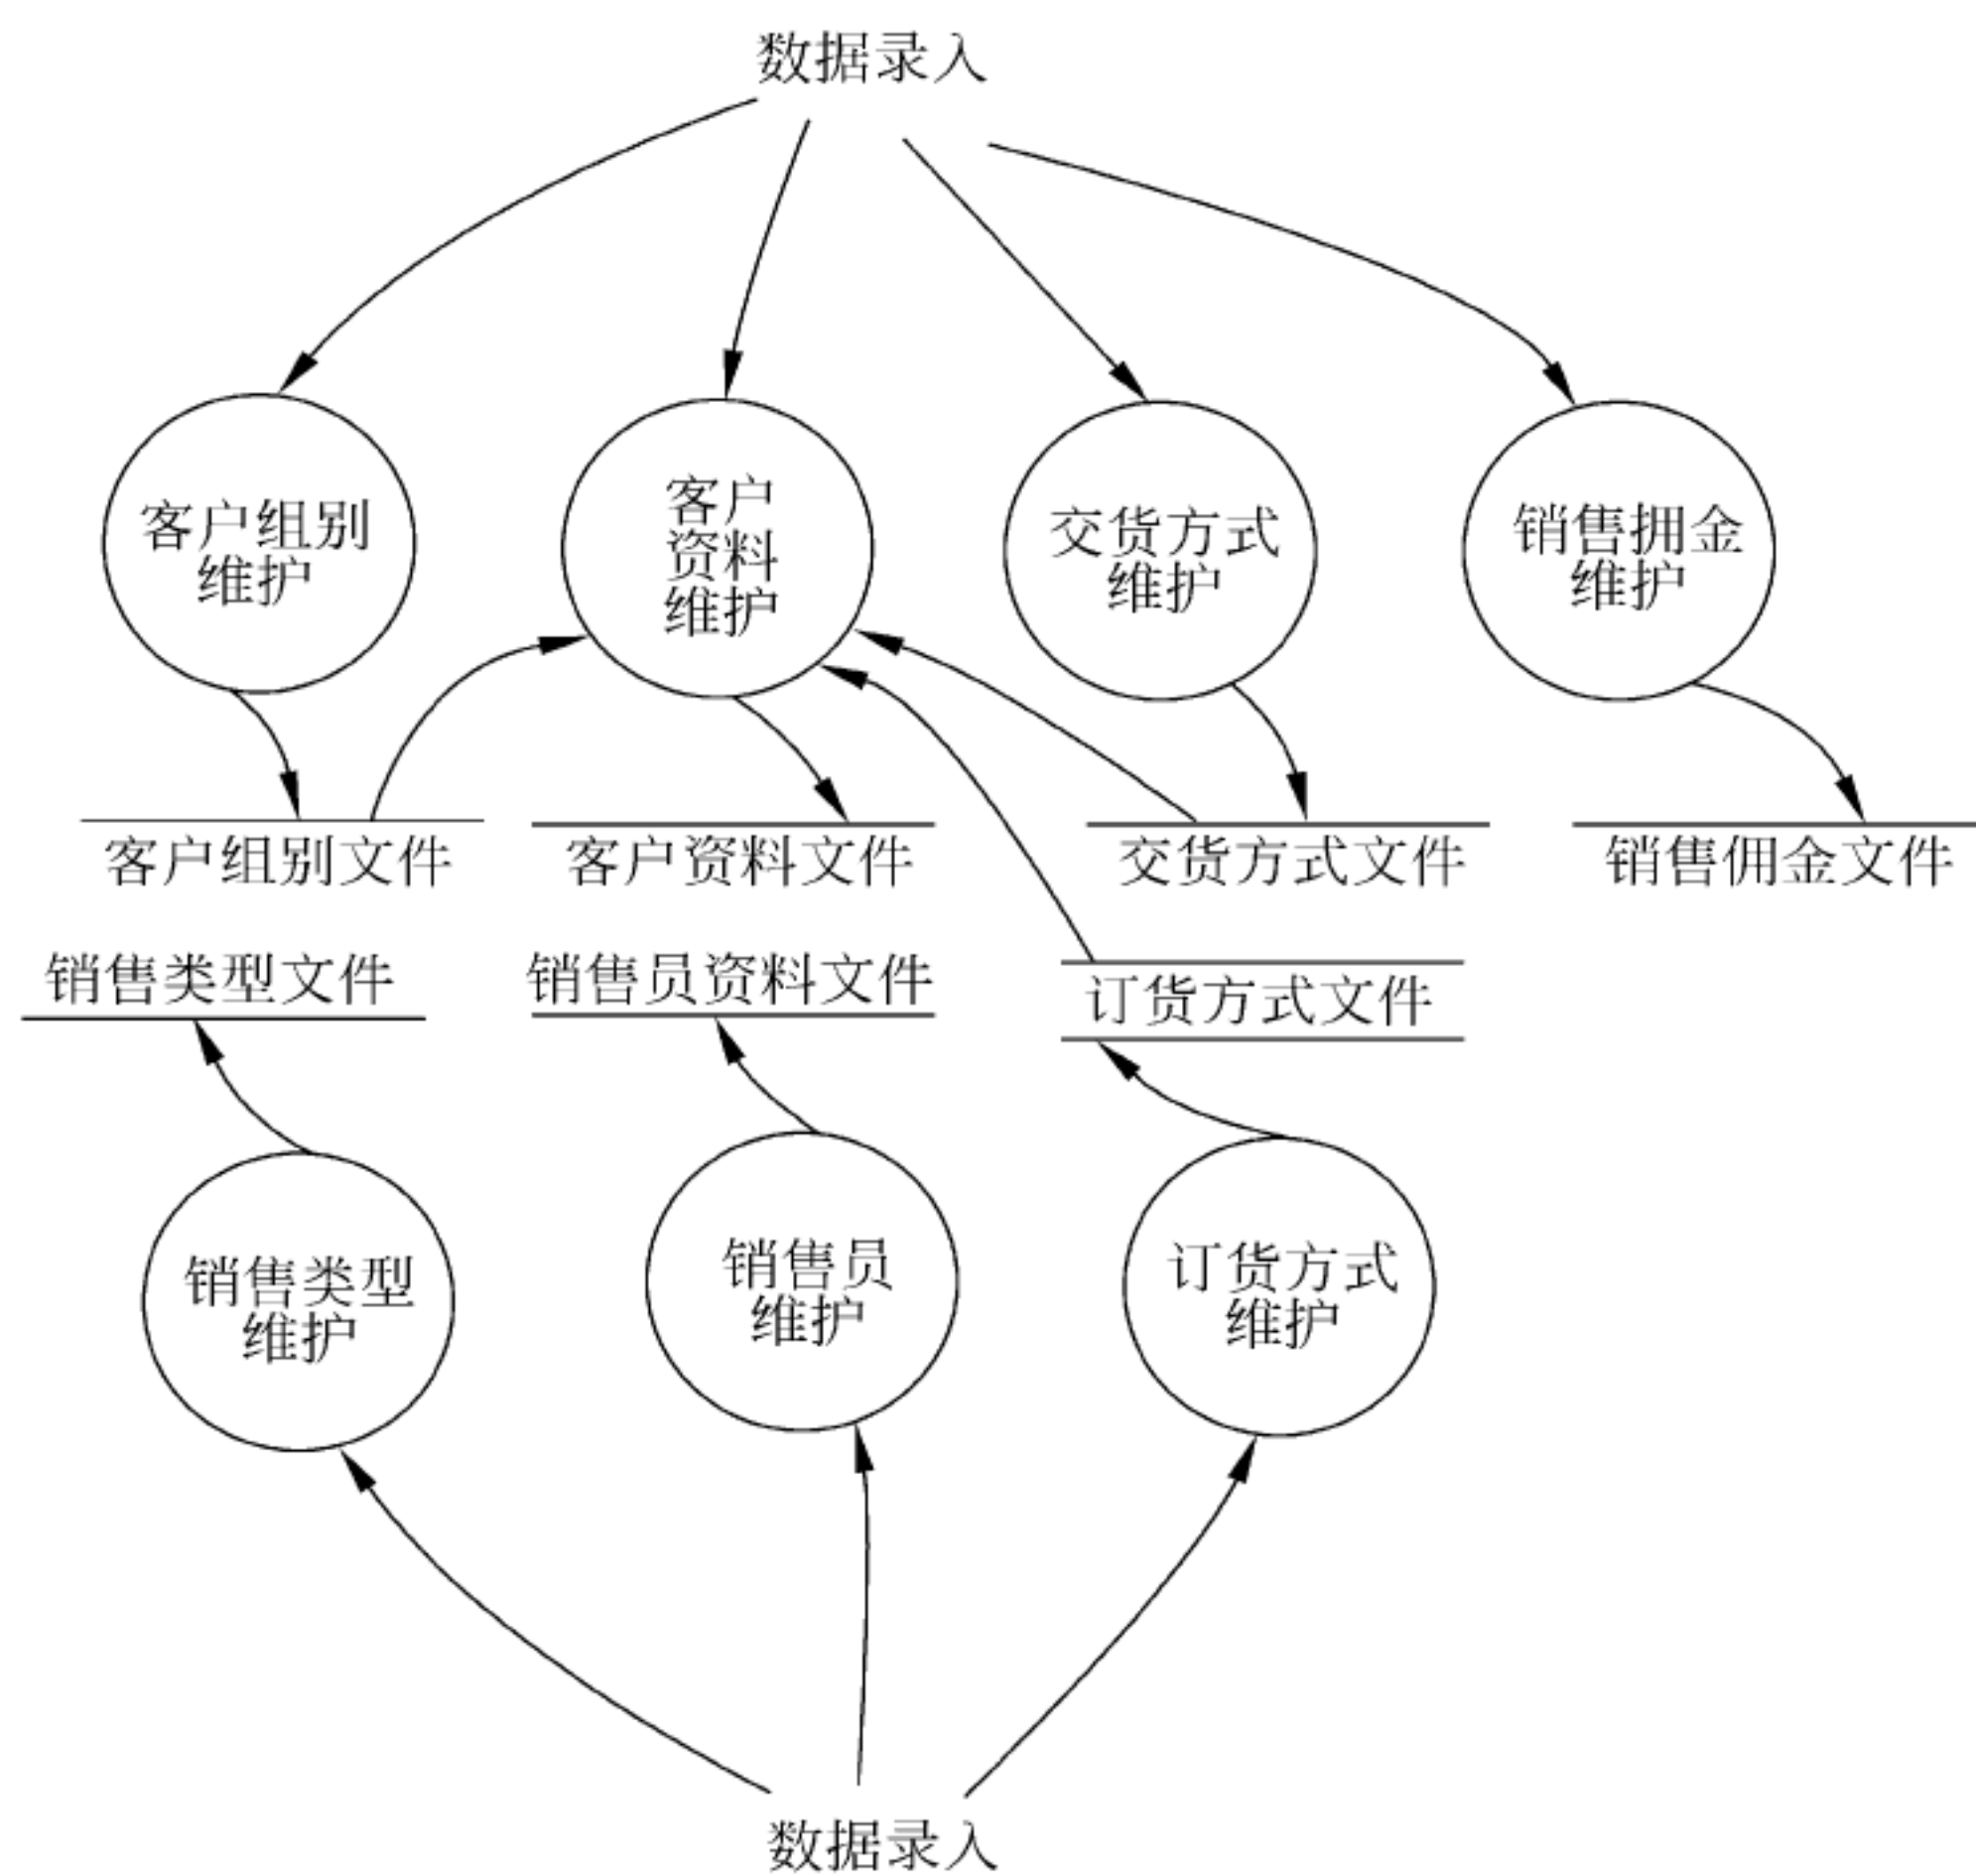 数据录入
客户组别
维护
客户
资料
维护
交货方式
维护
销售拥金
维护
客户组别文件
客户资料文件
交货方式文件
销售佣金文件
销售类型文件
销售员资料文件
订货方式文件
销售类型
维护
销售员
维护
订货方式
维护
数据录入